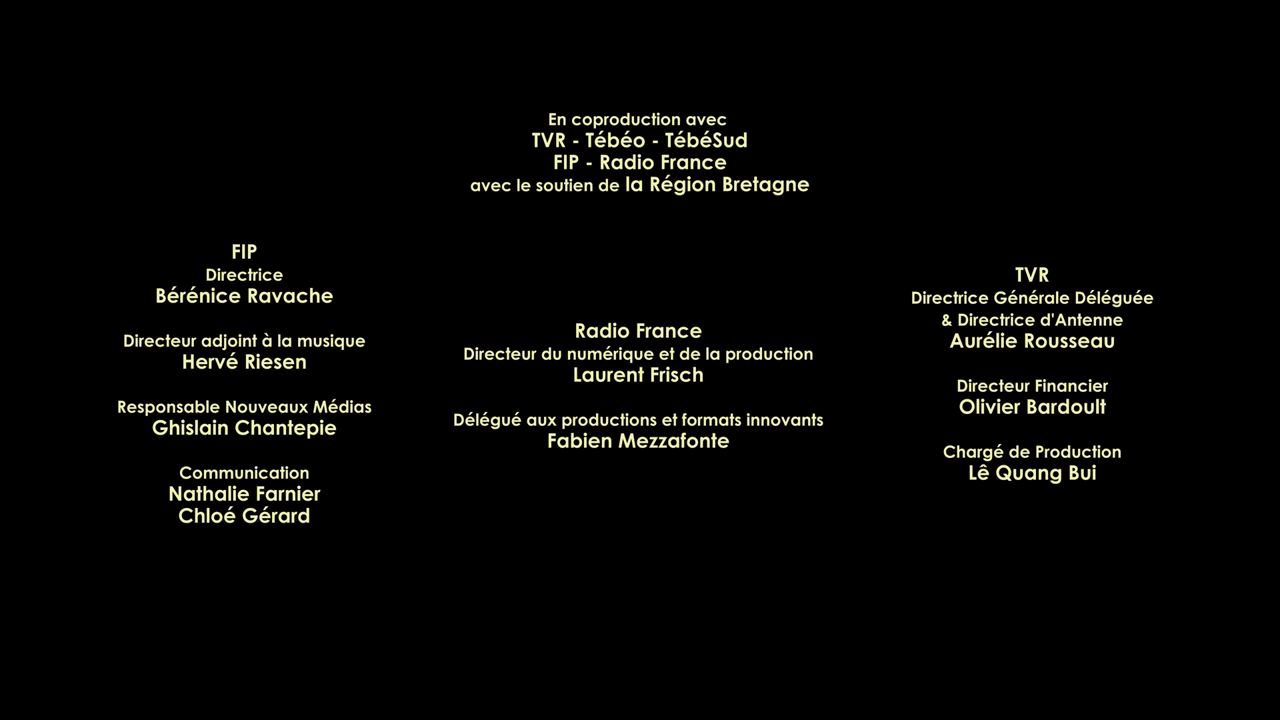 En coproduction avec
TVR - Tébéo - TébéSud
FIP - Radio France
avec le soutien de la Région Bretagne
FIP
Directrice
Bérénice Ravache
Directeur adjoint à la musique
Hervé Riesen
Responsable Nouveaux Médias
Ghislain Chantepie
Communication
Nathalie Farnier
Chloé Gérard
Radio France
Directeur du numérique et de la production
Laurent Frisch
Délégué aux productions et formats innovants
Fabien Mezzafonte
TVR
Directrice Générale Déléguée
& Directrice d'Antenne
Aurélie Rousseau
Directeur Financier
Olivier Bardoult
Chargé de Production
Lê Quang Bui